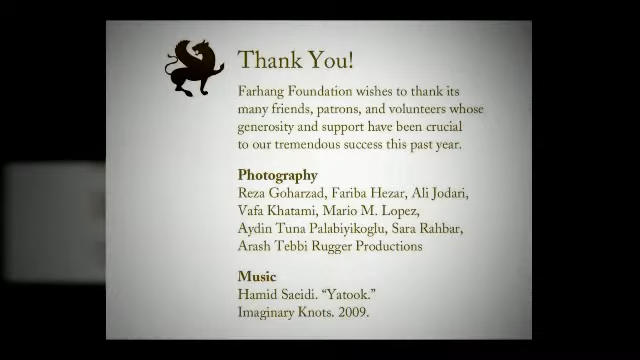 Thank You!
Farhang Foundation wishes to thank its
many friends, patrons, and volunteers whose
generosity and support have been crucial
to our tremendous success this past year.
Photography
Reza Goharzad, Fariba Hezar, Ali Jodari,
Vafa Khatami, Mario M. Lopez,
Aydin Tuna Palabiyikoglu, Sara Rahbar,
Arash Tebbi Rugger Productions
Music
Hamid Saeidi. “Yatook.”
Imaginary Knots. 2009.